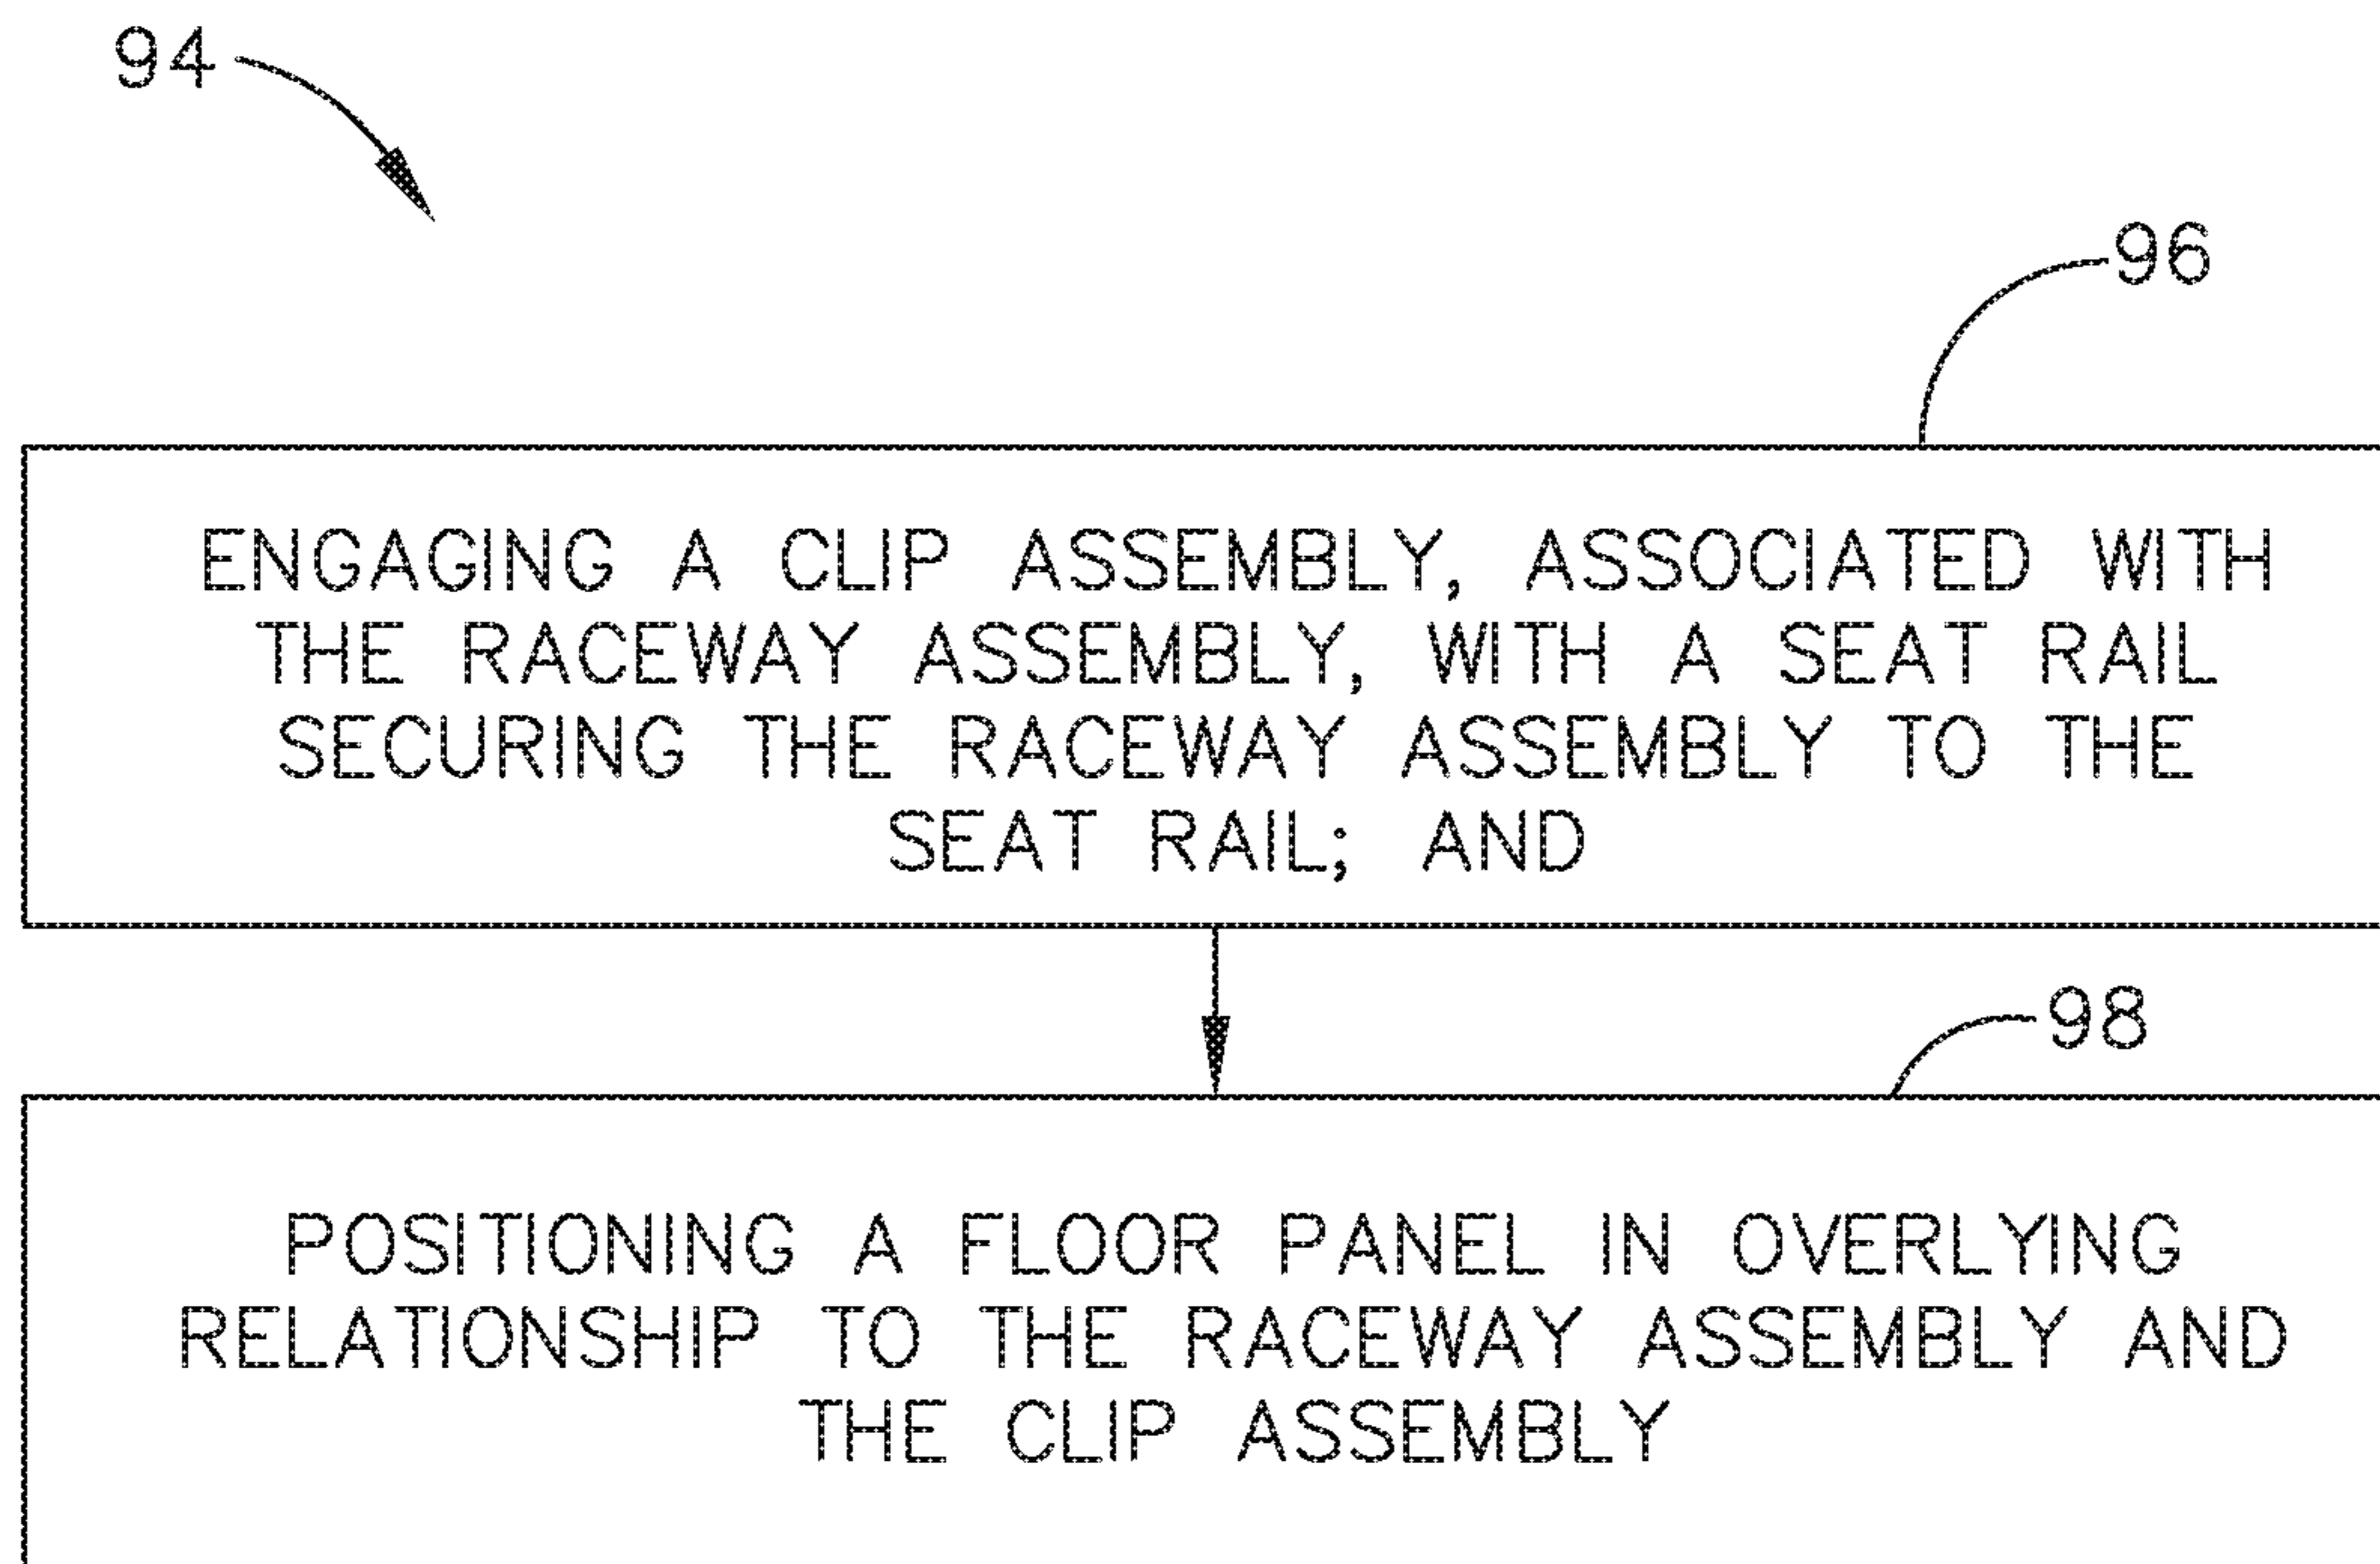 94
96
ENGAGING A CLIP ASSEMBLY, ASSOCIATED WITH
THE RACEWAY ASSEMBLY, WITH A SEAT RAIL
SECURING THE RACEWAY ASSEMBLY TO THE
SEAT RAIL; AND
98
POSITIONING A FLOOR PANEL IN OVERLYING
RELATIONSHIP TO THE RACEWAY ASSEMBLY AND
THE CLIP ASSEMBLY